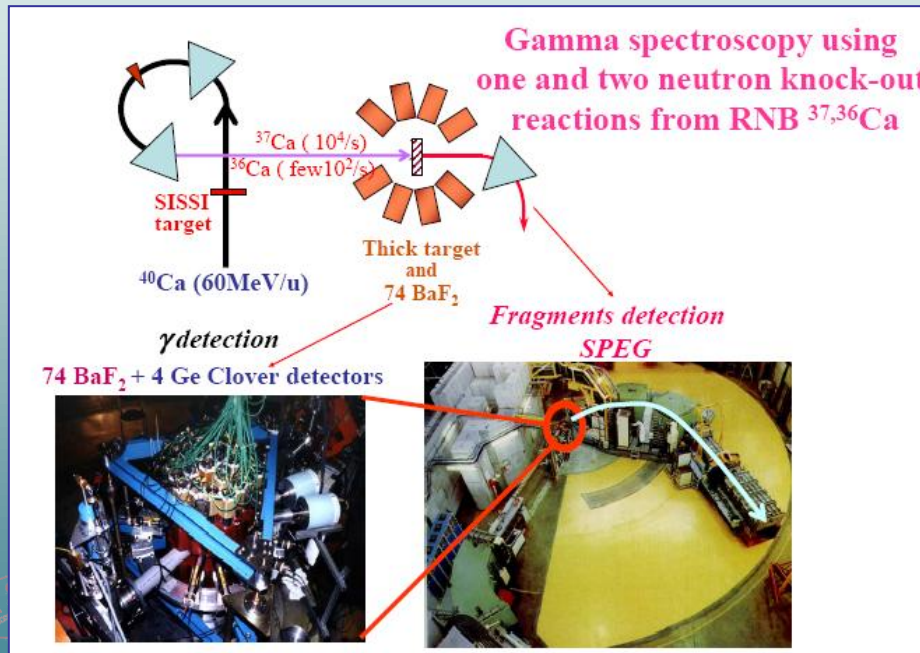 Gamma spectroscopy using
one and two neutron knock-out
reactions from RNB ³⁷,³⁶Ca
³⁷Ca ( 10⁴/s)
³⁶Ca ( few10²/s)
SISSI
target
⁴⁰Ca (60MeV/u)
Thick target
and
74 BaF₂
γ detection
74 BaF₂ + 4 Ge Clover detectors
Fragments detection
SPEG